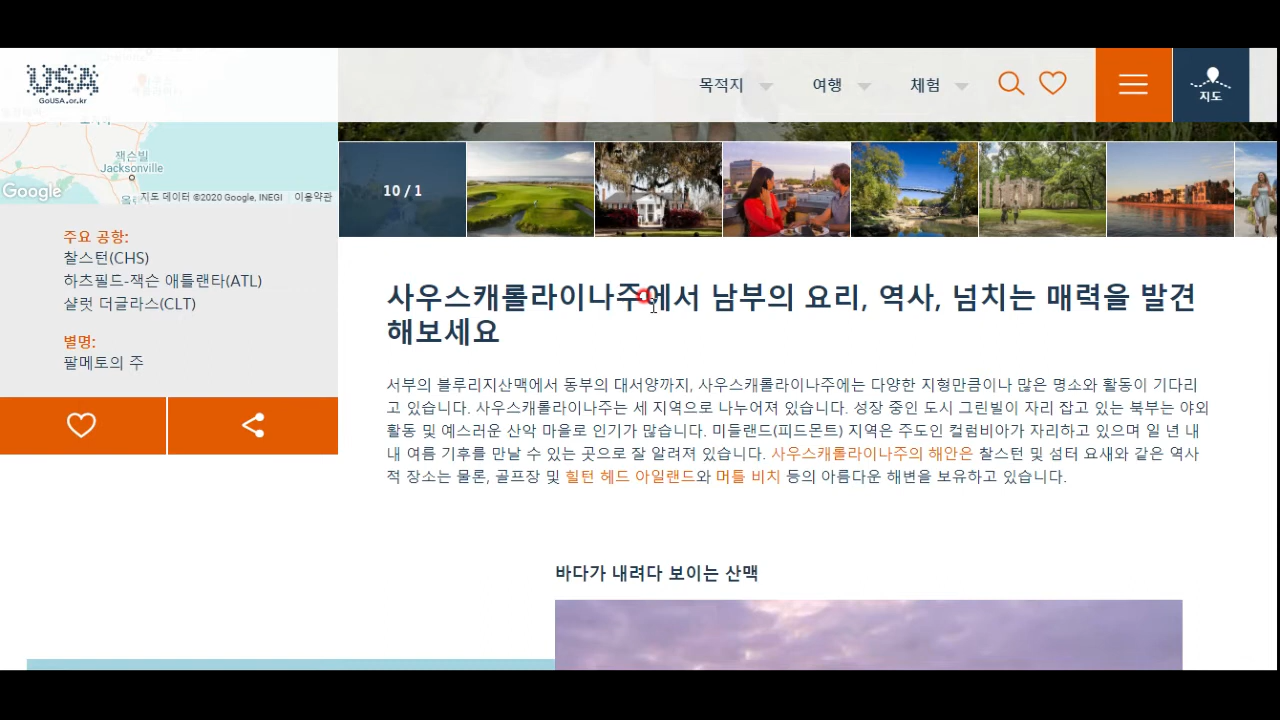 USA
GoUSA.or.kr
목적지
여행
체험
지도
잭슨빌
Jacksonville
Google
지도 데이터 ©2020 Google, INEGI 이용약관
10 / 1
주요 공항:
찰스턴(CHS)
하츠필드-잭슨 애틀랜타(ATL)
샬럿 더글라스(CLT)
별명:
팔메토의 주
사우스캐롤라이나주에서 남부의 요리, 역사, 넘치는 매력을 발견
해보세요
서부의 블루리지산맥에서 동부의 대서양까지, 사우스캐롤라이나주에는 다양한 지형만큼이나 많은 명소와 활동이 기다리
고 있습니다. 사우스캐롤라이나주는 세 지역으로 나누어져 있습니다. 성장 중인 도시 그린빌이 자리 잡고 있는 북부는 야외
활동 및 예스러운 산악 마을로 인기가 많습니다. 미들랜드(피드몬트) 지역은 주도인 컬럼비아가 자리하고 있으며 일 년 내
내 여름 기후를 만날 수 있는 곳으로 잘 알려져 있습니다. 사우스캐롤라이나주의 해안은 찰스턴 및 섬터 요새와 같은 역사
적 장소는 물론, 골프장 및 힐턴 헤드 아일랜드와 머틀 비치 등의 아름다운 해변을 보유하고 있습니다.
바다가 내려다 보이는 산맥